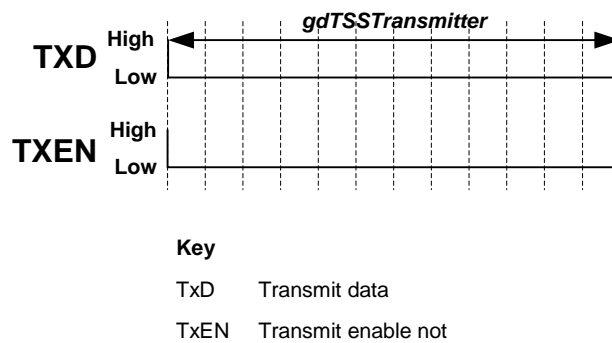 gdTSSTransmitter
High
TXD
Low
High
TXEN
Low
Key
TxD Transmit data
TxEN Transmit enable not